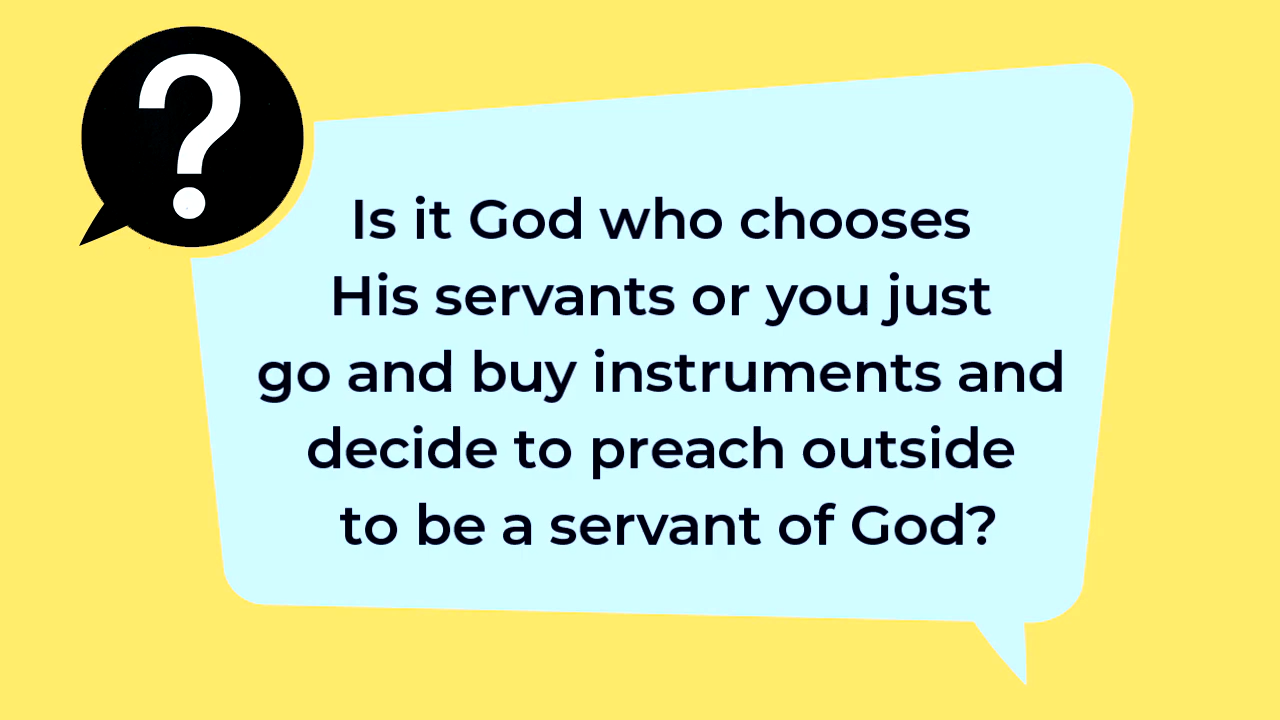 ?
Is it God who chooses
His servants or you just
go and buy instruments and
decide to preach outside
to be a servant of God?